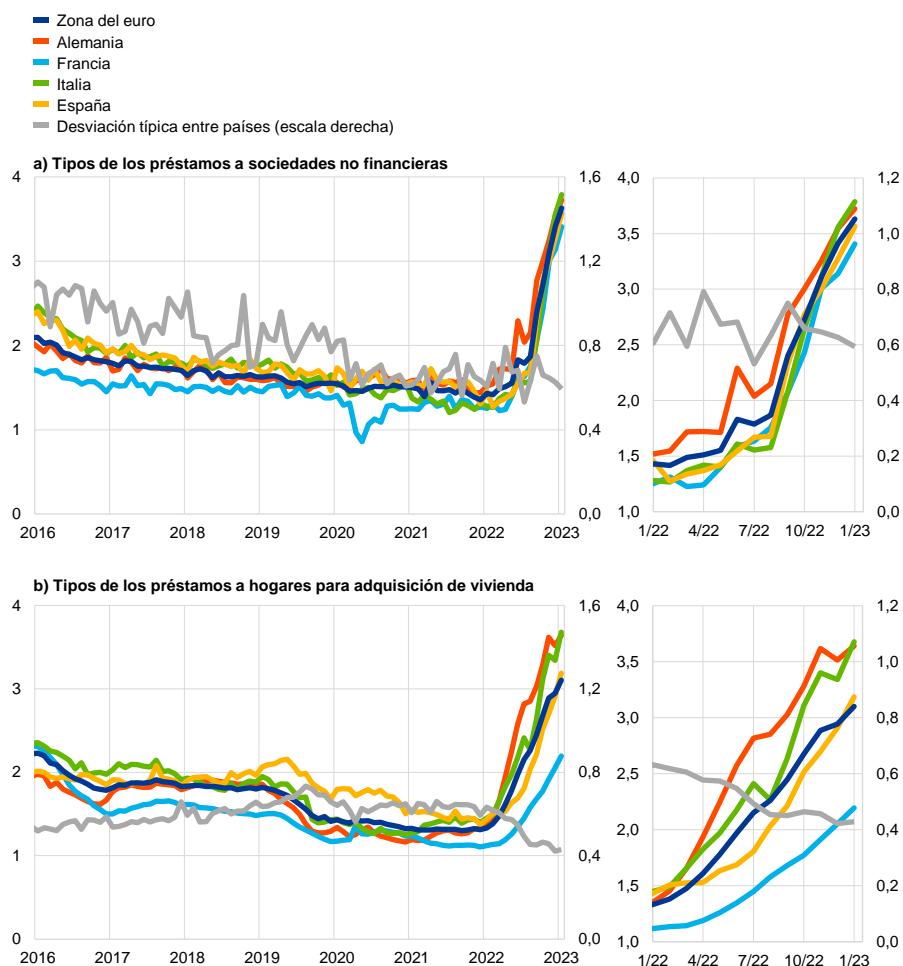 Zona del euro
Alemania
Francia
Italia
España
Desviación típica entre países (escala derecha)
a) Tipos de los préstamos a sociedades no financieras
4 1,6 4,0 1,2
3,5 1,0
3 1,2
3,0 0,8
2 0,8 2,5 0,6
2,0 0,4
1 0,4
1,5 0,2
0 0,0 1,0 0,0
2016 2017 2018 2019 2020 2021 2022 2023 1/22 4/22 7/22 10/22 1/23
b) Tipos de los préstamos a hogares para adquisición de vivienda
4 1,6 4,0 1,2
3,5 1,0
3 1,2
3,0 0,8
2 0,8 2,5 0,6
2,0 0,4
1 0,4
1,5 0,2
0 0,0 1,0 0,0
2016 2017 2018 2019 2020 2021 2022 2023 1/22 4/22 7/22 10/22 1/23